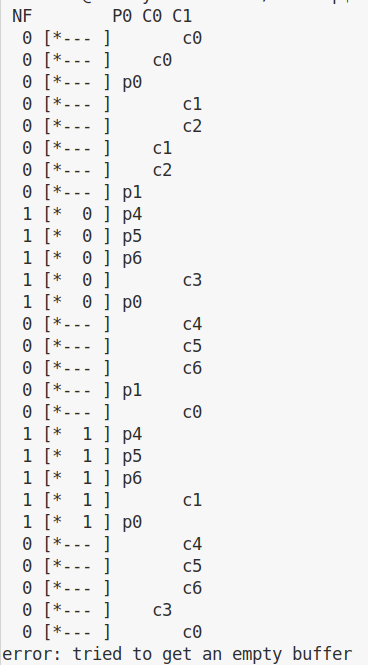 NF        P0 C0 C1
  0 [*--- ]       c0
  0 [*--- ]    c0
  0 [*--- ] p0
  0 [*--- ]       c1
  0 [*--- ]       c2
  0 [*--- ]    c1
  0 [*--- ]    c2
  0 [*--- ] p1
  1 [*  0 ] p4
  1 [*  0 ] p5
  1 [*  0 ] p6
  1 [*  0 ]       c3
  1 [*  0 ] p0
  0 [*--- ]       c4
  0 [*--- ]       c5
  0 [*--- ]       c6
  0 [*--- ] p1
  0 [*--- ]       c0
  1 [*  1 ] p4
  1 [*  1 ] p5
  1 [*  1 ] p6
  1 [*  1 ]       c1
  1 [*  1 ] p0
  0 [*--- ]       c4
  0 [*--- ]       c5
  0 [*--- ]       c6
  0 [*--- ]    c3
  0 [*--- ]       c0
error: tried to get an empty buffer